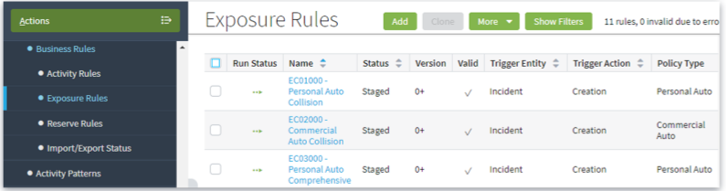 Actions
Business Rules
Activity Rules
Exposure Rules
Reserve Rules
Import/Export Status
Activity Patterns
Exposure Rules
Add Clone More Show Filters 11 rules, 0 invalid due to erro
Run Status Name Status Version Valid Trigger Entity Trigger Action Policy Type
EC01000 -
Personal Auto
Collision
Staged 0+ Incident Creation Personal Auto
EC02000 -
Commercial
Auto Collision
Staged 0+ Incident Creation Commercial
Auto
EC03000 -
Personal Auto
Comprehensive
Staged 0+ Incident Creation Personal Auto